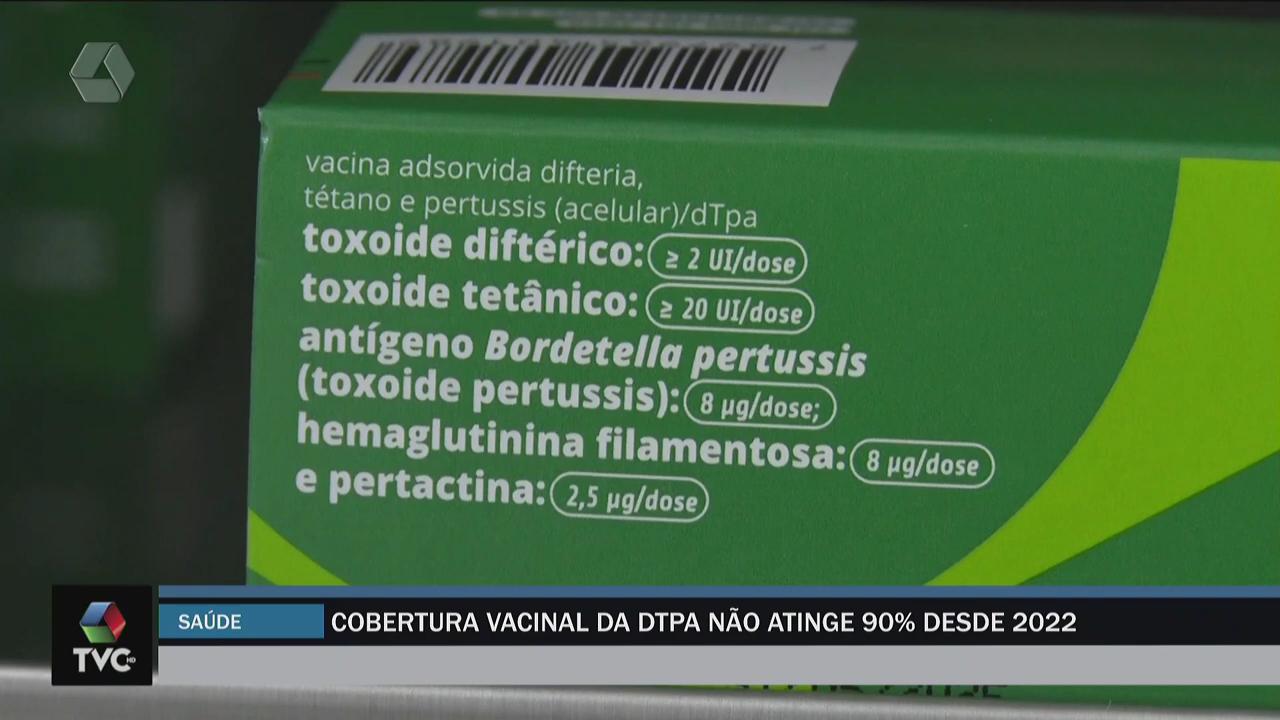 vacina adsorvida difteria,
tétano e pertussis (acelular)/dTpa
toxoide diftérico: ≥ 2 UI/dose
toxoide tetânico: ≥ 20 UI/dose
antígeno Bordetella pertussis
(toxoide pertussis): 8 µg/dose;
hemaglutinina filamentosa: 8 µg/dose
e pertactina: 2,5 µg/dose
SAÚDE
COBERTURA VACINAL DA DTPA NÃO ATINGE 90% DESDE 2022
TVC HD